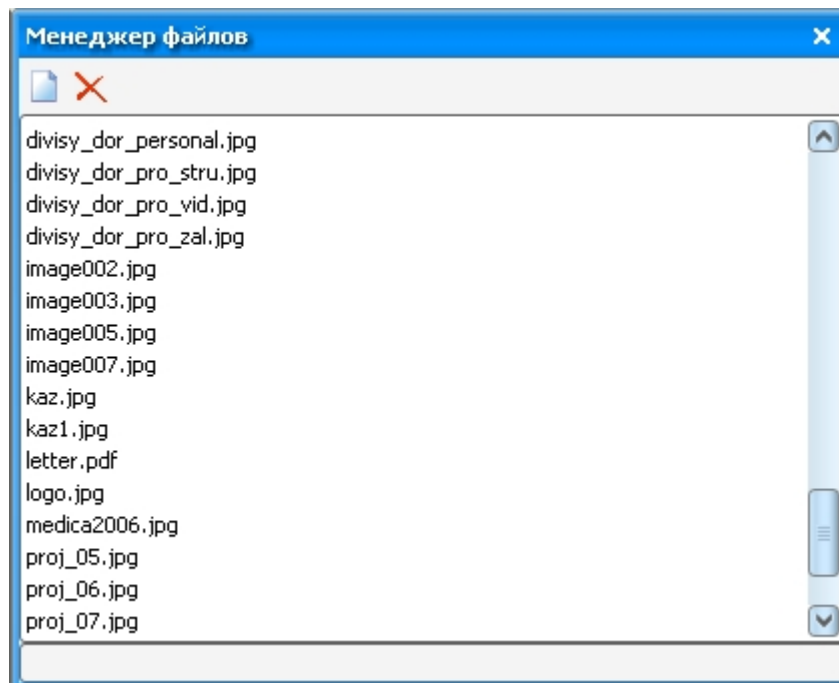 Менеджер файлов
divisy_dor_personal.jpg
divisy_dor_pro_stru.jpg
divisy_dor_pro_vid.jpg
divisy_dor_pro_zal.jpg
image002.jpg
image003.jpg
image005.jpg
image007.jpg
kaz.jpg
kaz1.jpg
letter.pdf
logo.jpg
medica2006.jpg
proj_05.jpg
proj_06.jpg
proj_07.jpg